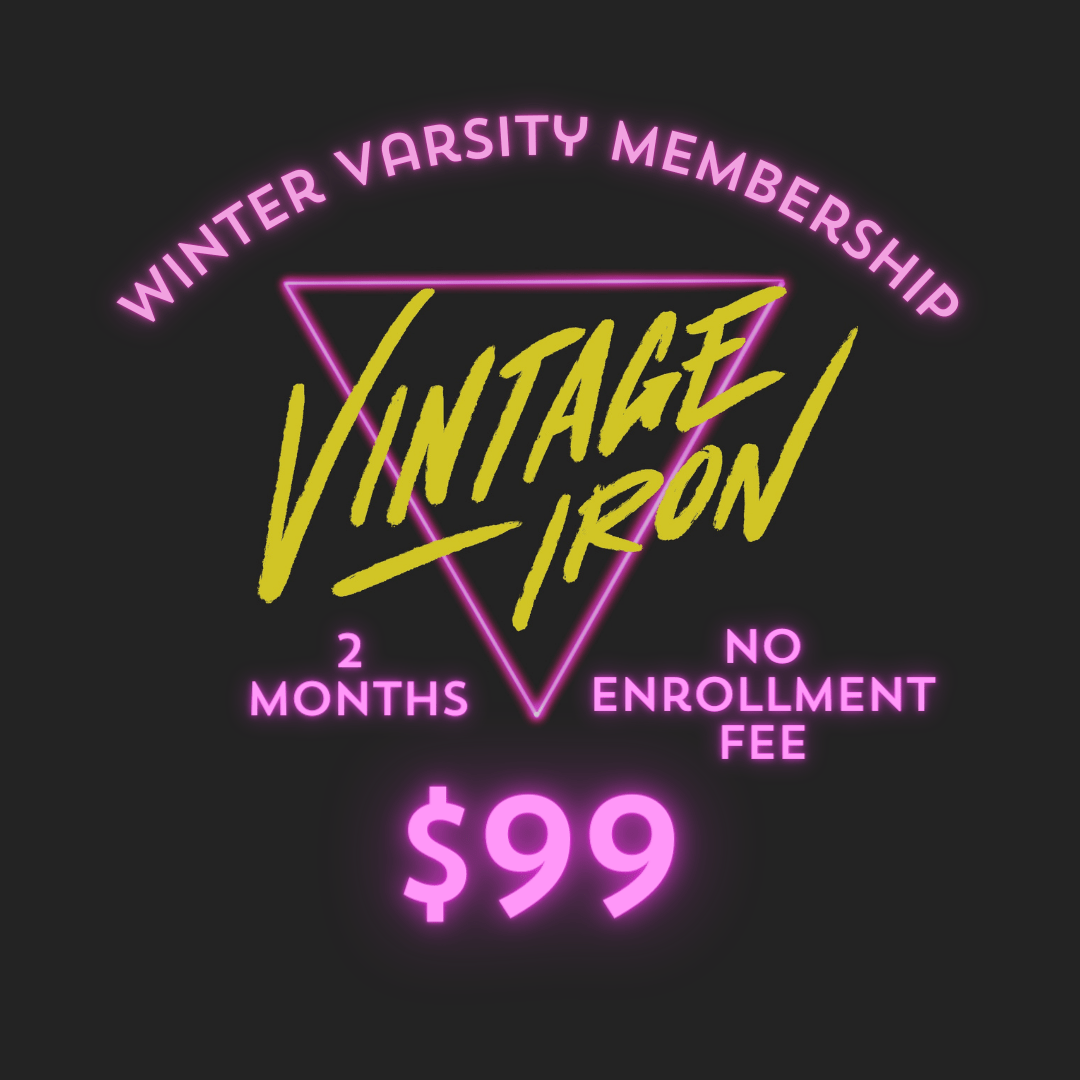 WINTER VARSITY MEMBERSHIP
VINTAGE
IRON
2
MONTHS
NO
ENROLLMENT
FEE
$99